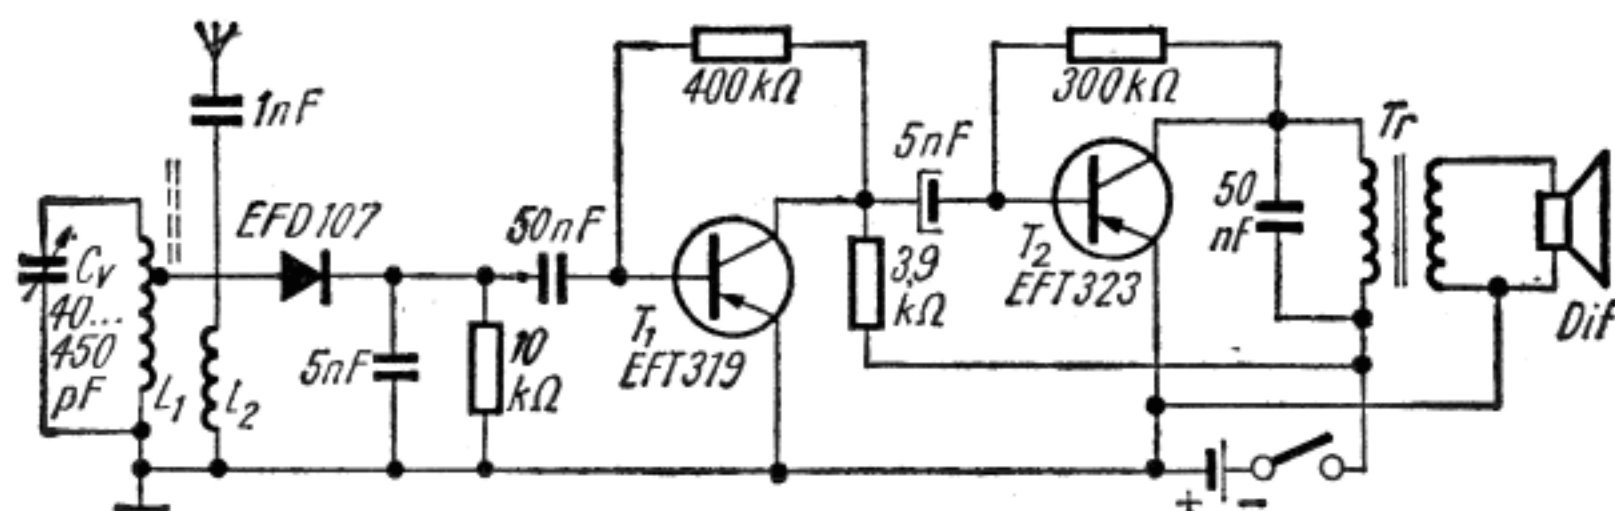 1nF
EFD107
Cv
40...
450
pF
L1
L2
5nF
10
kΩ
50nF
400kΩ
T1
EFT319
5nF
3,9
kΩ
300kΩ
T2
EFT323
50
nF
Tr
Dif
+ -